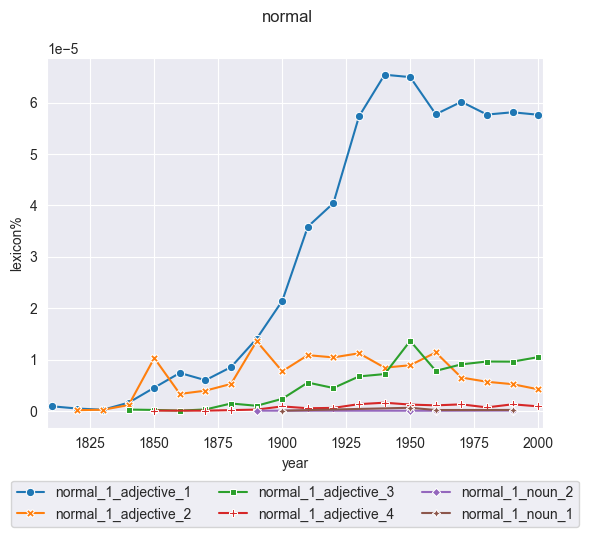 normal
1e−5
6
5
4
3
2
1
0
lexicon%
1825 1850 1875 1900 1925 1950 1975 2000
year
normal_1_adjective_1 normal_1_adjective_3 normal_1_noun_2
normal_1_adjective_2 normal_1_adjective_4 normal_1_noun_1